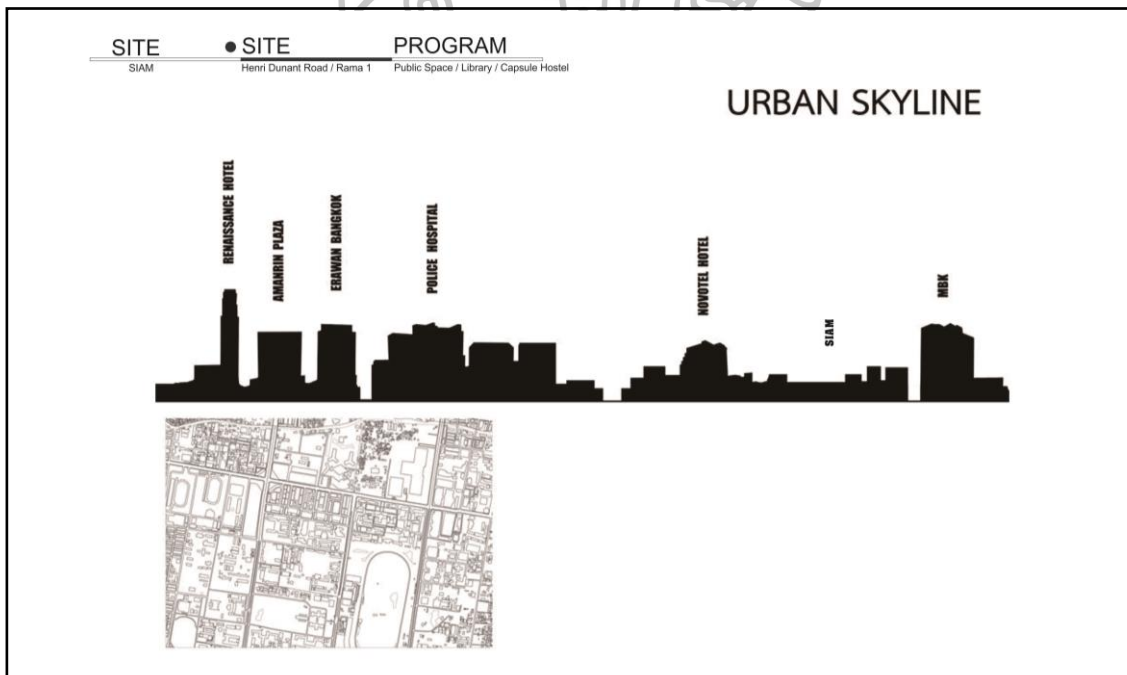 SITE
● SITE
PROGRAM
SIAM
Henri Dunant Road / Rama 1
Public Space / Library / Capsule Hostel
URBAN SKYLINE
RENAISSANCE HOTEL
AMANRIN PLAZA
ERAWAN BANGKOK
POLICE HOSPITAL
NOVOTEL HOTEL
SIAM
MBK